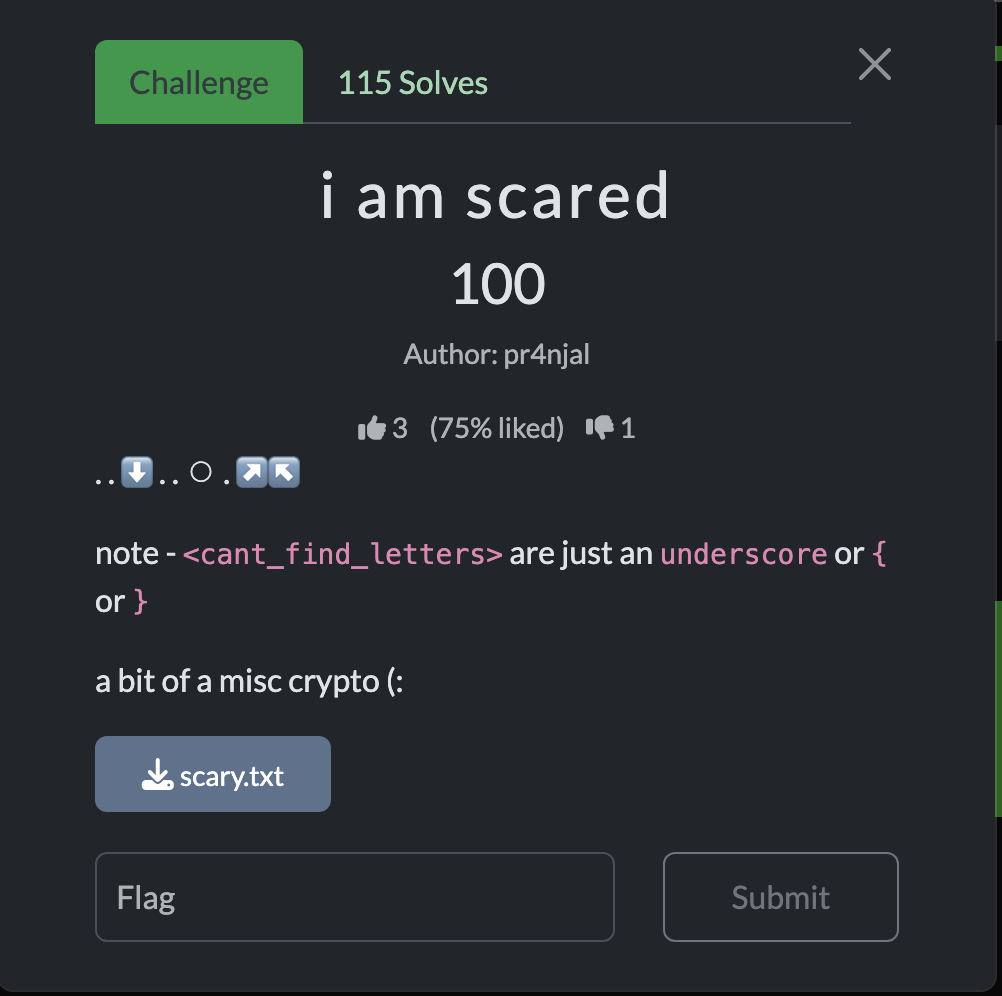 Challenge
115 Solves
i am scared
100
Author: pr4njal
3 (75% liked) 1
. . ⬇️ . . ○ . ↗️↖️
note - <cant_find_letters> are just an underscore or {
or }
a bit of a misc crypto (:
scary.txt
Flag
Submit